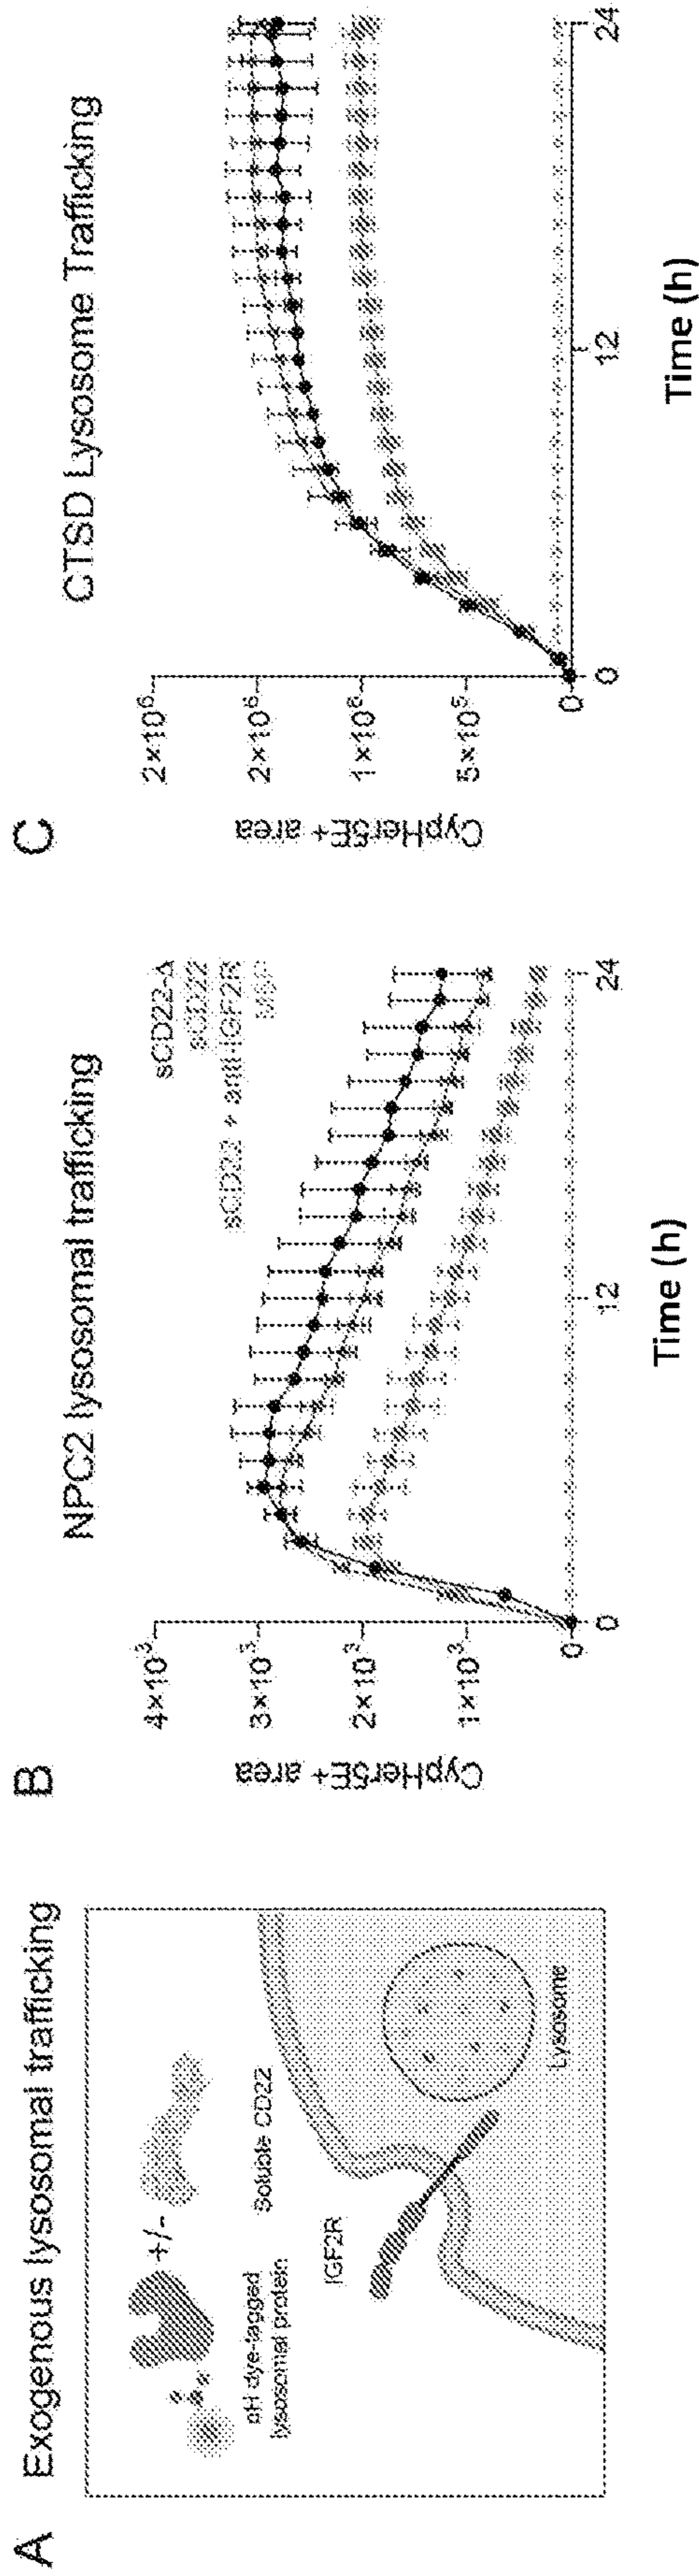 A
Exogenous lysosomal trafficking
+/-
pH dye-tagged
lysosomal protein
Soluble CD22
IGF2R
Lysosome
B
NPC2 lysosomal trafficking
CypHer5E+ area
4×10³
3×10³
2×10³
1×10³
0
0
12
24
Time (h)
sCD22-Δ
sCD22
sCD22 + anti-IGF2R
C
CTSD Lysosome Trafficking
CypHer5E+ area
2×10⁶
2×10⁶
1×10⁶
5×10⁵
0
0
12
24
Time (h)